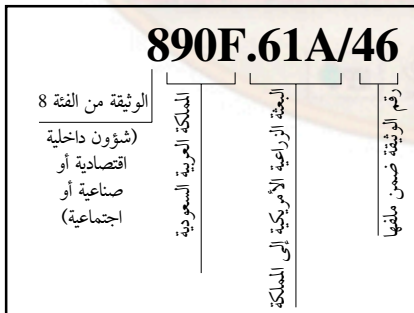 890F.61A/46
الوثيقة من الفئة 8
(شؤون داخلية
اقتصادية أو
صناعية أو
اجتماعية)
المملكة العربية السعودية
البعثة الزراعية الأمريكية إلى المملكة
رقم الوثيقة ضمن ملفها